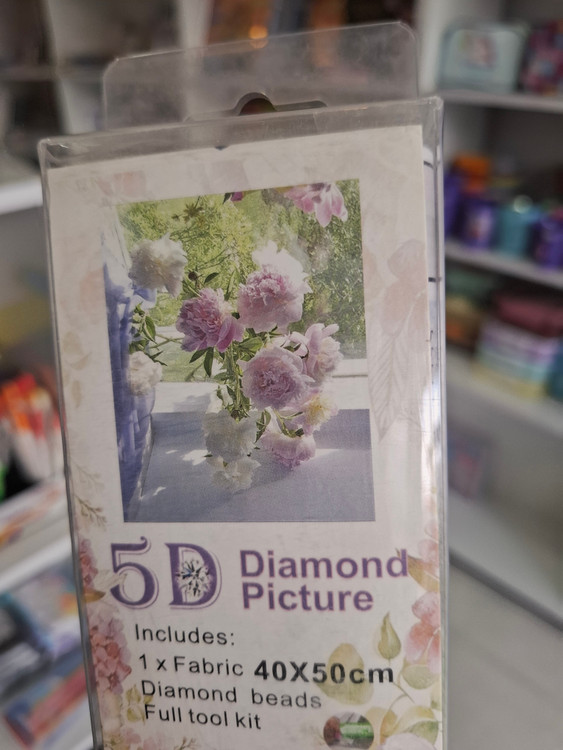 5D Diamond
Picture
Includes:
1 x Fabric 40X50cm
Diamond beads
Full tool kit